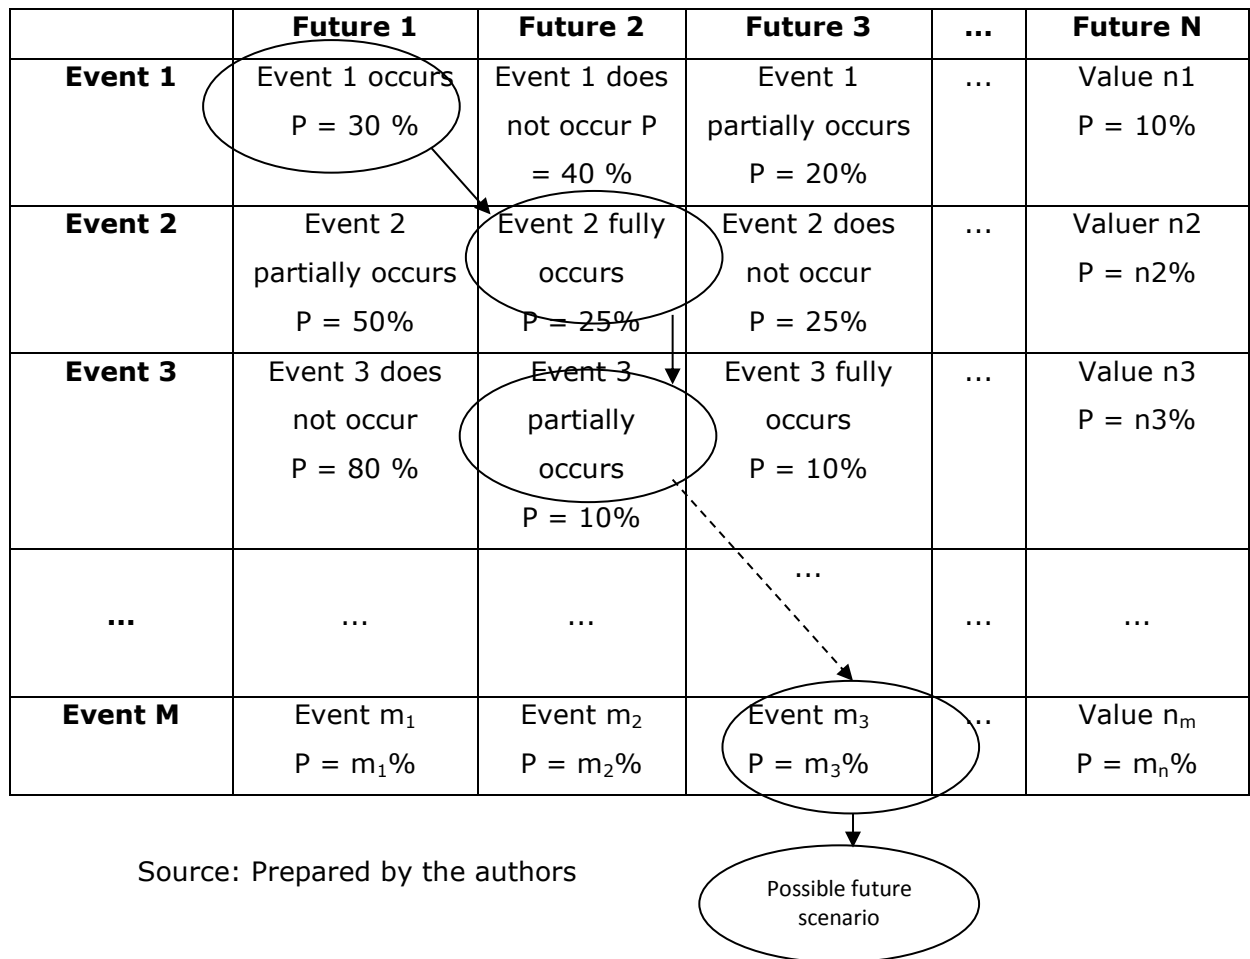 Future 1 Future 2 Future 3 ... Future N
Event 1 Event 1 occurs Event 1 does Event 1 ... Value n1
P = 30 % not occur P partially occurs P = 10%
= 40 % P = 20%
Event 2 Event 2 Event 2 fully Event 2 does ... Valuer n2
partially occurs occurs not occur P = n2%
P = 50% P = 25% P = 25%
Event 3 Event 3 does Event 3 Event 3 fully ... Value n3
not occur partially occurs P = n3%
P = 80 % occurs P = 10%
P = 10%
...
... ... ... ... ...
Event M Event m₁ Event m₂ Event m₃ ... Value nₘ
P = m₁% P = m₂% P = m₃% P = mₙ%
Source: Prepared by the authors
Possible future
scenario